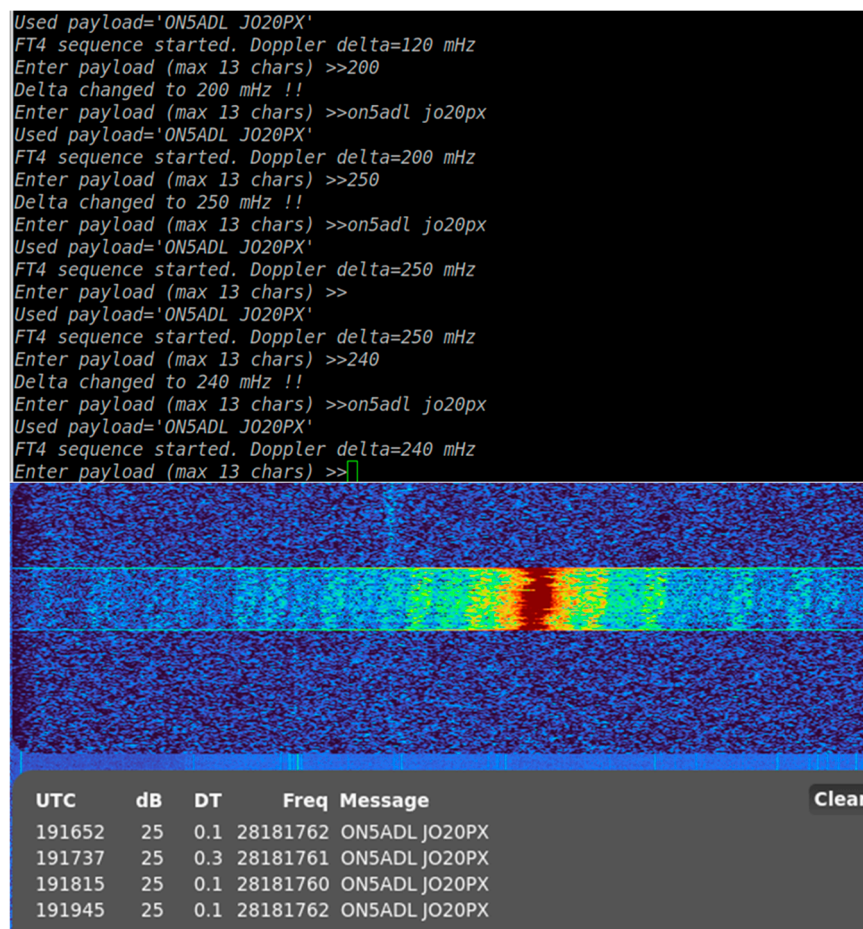 Used payload='ON5ADL JO20PX'
FT4 sequence started. Doppler delta=120 mHz
Enter payload (max 13 chars) >>200
Delta changed to 200 mHz !!
Enter payload (max 13 chars) >>on5adl jo20px
Used payload='ON5ADL JO20PX'
FT4 sequence started. Doppler delta=200 mHz
Enter payload (max 13 chars) >>250
Delta changed to 250 mHz !!
Enter payload (max 13 chars) >>on5adl jo20px
Used payload='ON5ADL JO20PX'
FT4 sequence started. Doppler delta=250 mHz
Enter payload (max 13 chars) >>
Used payload='ON5ADL JO20PX'
FT4 sequence started. Doppler delta=250 mHz
Enter payload (max 13 chars) >>240
Delta changed to 240 mHz !!
Enter payload (max 13 chars) >>on5adl jo20px
Used payload='ON5ADL JO20PX'
FT4 sequence started. Doppler delta=240 mHz
Enter payload (max 13 chars) >>
UTC dB DT Freq Message Clear
191652 25 0.1 28181762 ON5ADL JO20PX
191737 25 0.3 28181761 ON5ADL JO20PX
191815 25 0.1 28181760 ON5ADL JO20PX
191945 25 0.1 28181762 ON5ADL JO20PX